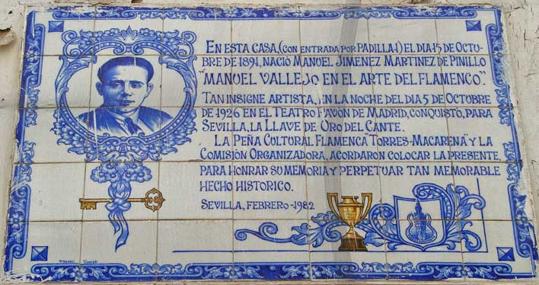 EN ESTA CASA, (CON ENTRADA POR PADILLA 1) EL DIA 15 DE OCTU-
BRE DE 1891, NACIÓ MANUEL JIMENEZ MARTINEZ DE PINILLO
"MANUEL VALLEJO EN EL ARTE DEL FLAMENCO."
TAN INSIGNE ARTISTA, EN LA NOCHE DEL DIA 5 DE OCTUBRE
DE 1926 EN EL TEATRO PAVON DE MADRID, CONQUISTÓ, PARA
SEVILLA, LA LLAVE DE ORO DEL CANTE.
LA PEÑA CULTURAL FLAMENCA "TORRES-MACARENA" Y LA
COMISIÓN ORGANIZADORA, ACORDARON COLOCAR LA PRESENTE,
PARA HONRAR SU MEMORIA Y PERPETUAR TAN MEMORABLE
HECHO HISTORICO.
SEVILLA, FEBRERO-1982